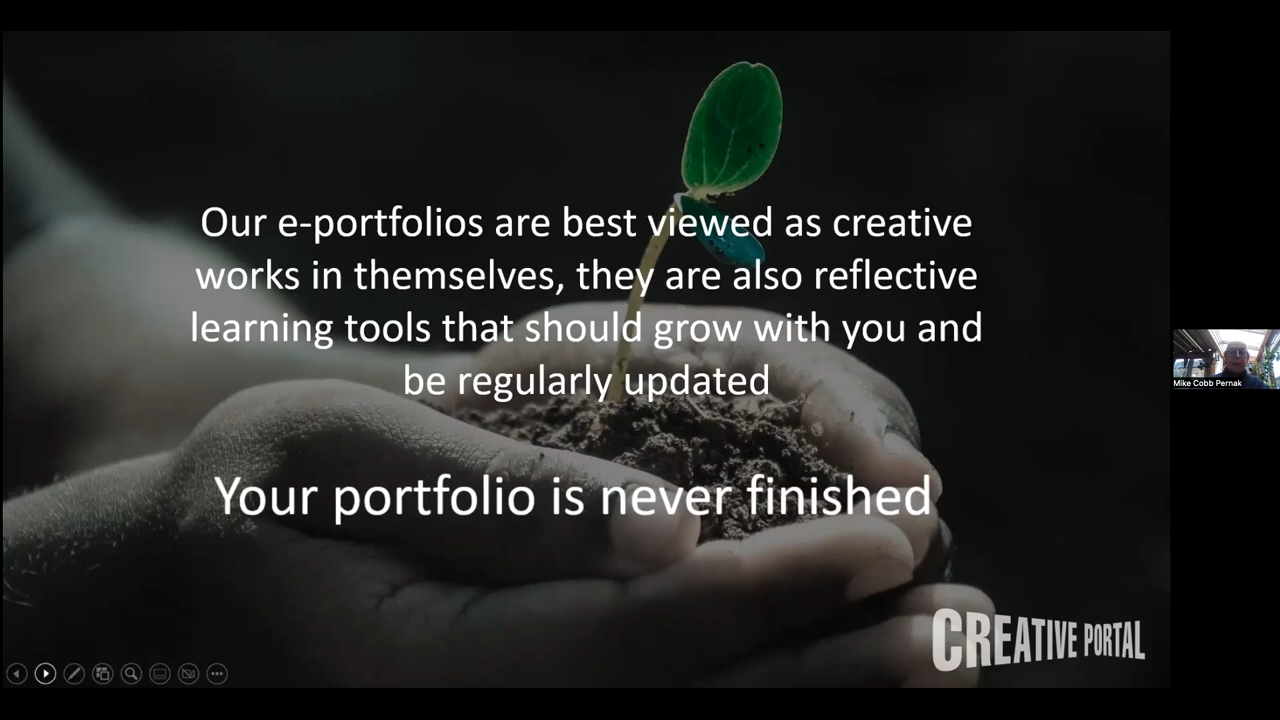 Our e-portfolios are best viewed as creative
works in themselves, they are also reflective
learning tools that should grow with you and
be regularly updated
Your portfolio is never finished
CREATIVE PORTAL
Mike Cobb Pernak